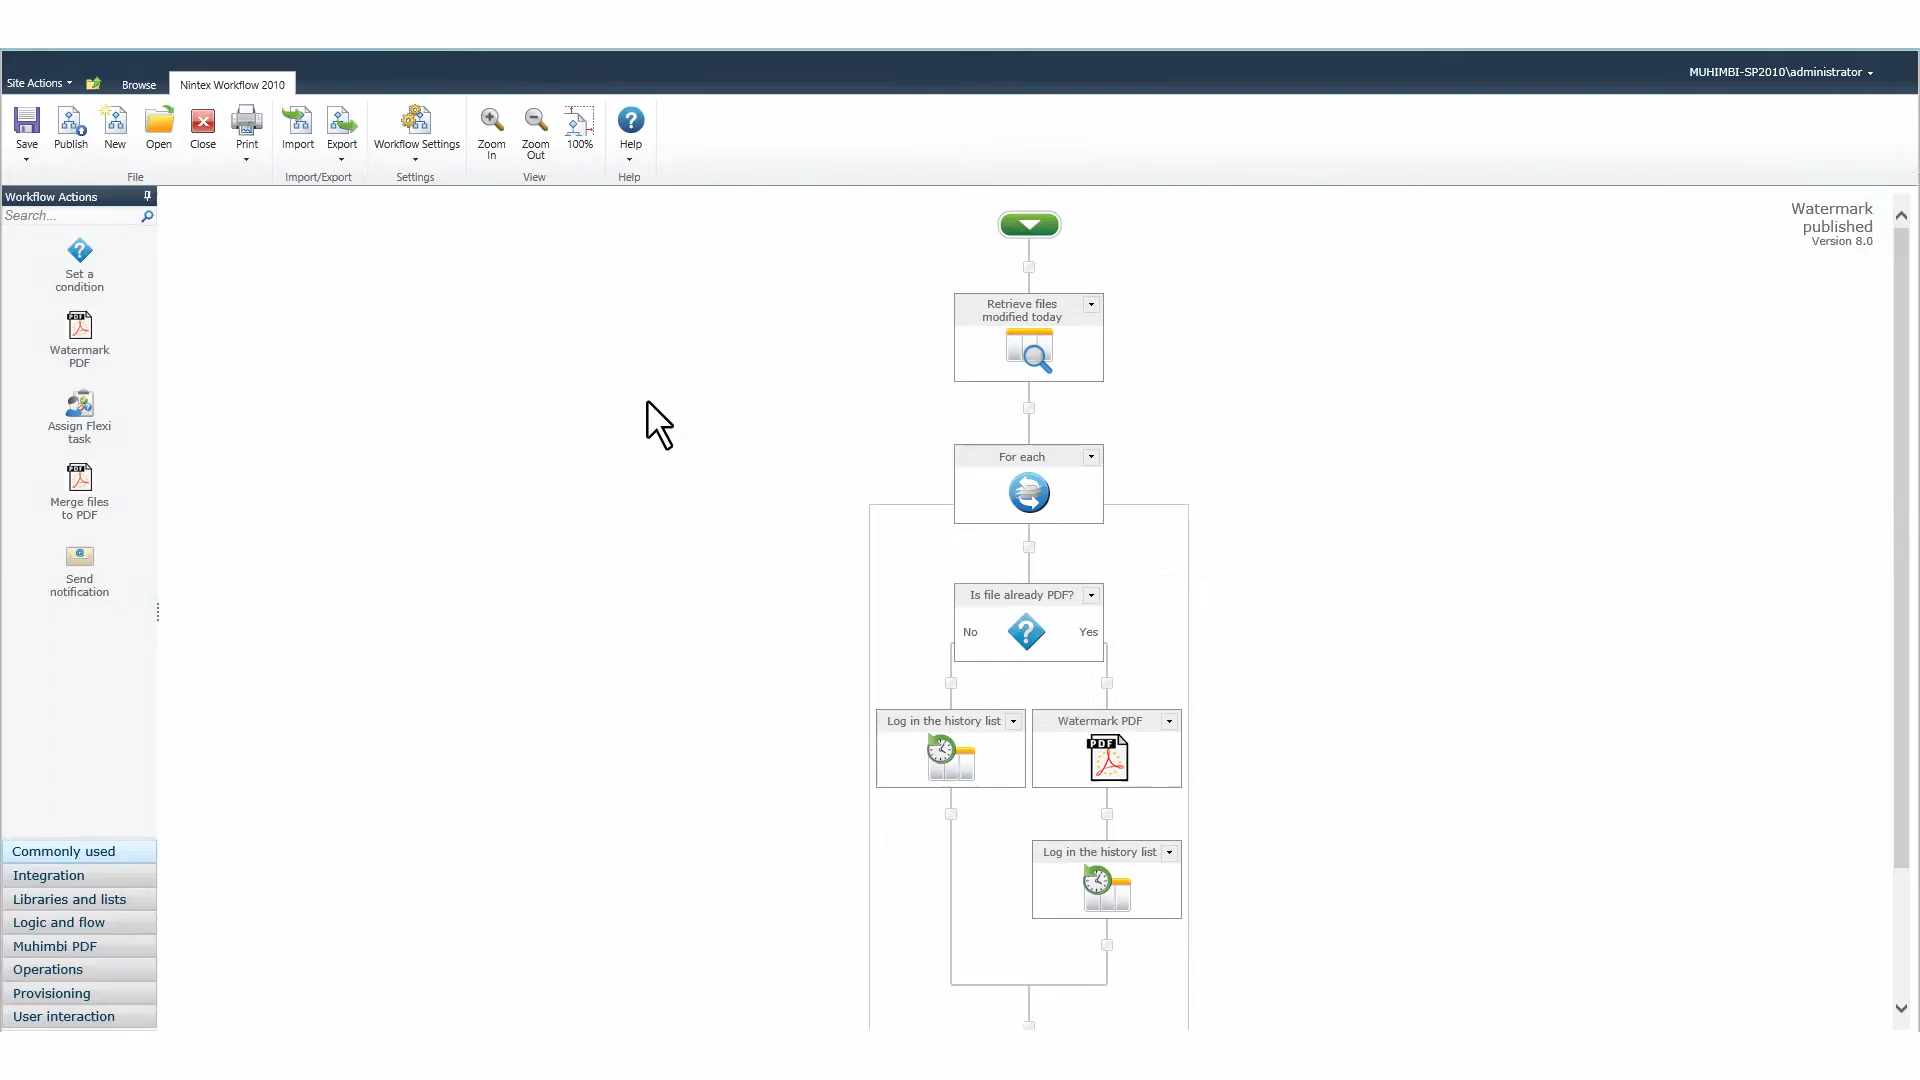 Site Actions
Browse
Nintex Workflow 2010
MUHIMBI-SP2010\administrator
Save
Publish
New
Open
Close
Print
Import
Export
Workflow Settings
Zoom
In
Zoom
Out
100%
Help
File
Import/Export
Settings
View
Help
Workflow Actions
Search...
Set a
condition
Watermark
PDF
Assign Flexi
task
Merge files
to PDF
Send
notification
Commonly used
Integration
Libraries and lists
Logic and flow
Muhimbi PDF
Operations
Provisioning
User interaction
Watermark
published
Version 8.0
Retrieve files
modified today
For each
Is file already PDF?
No
Yes
Log in the history list
Watermark PDF
PDF
Log in the history list